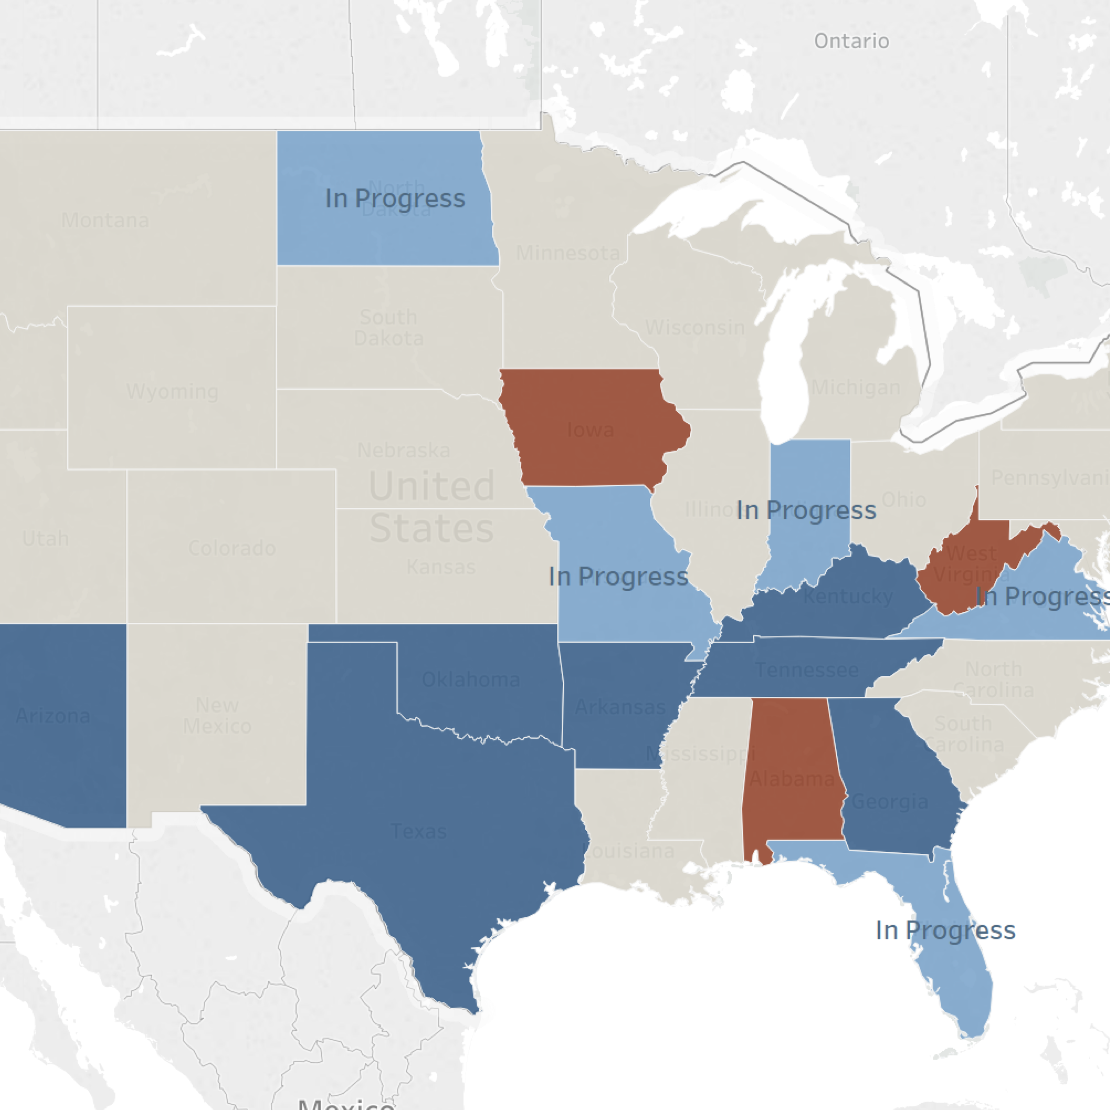 Ontario
North
Dakota
In Progress
Montana
Minnesota
South
Dakota
Wisconsin
Wyoming
Michigan
Iowa
Nebraska
United
States
Pennsylvani
Ohio
Illino
In Progress
Utah
Colorado
Kansas
West
Virginia
In Progress
In Progress
Kentucky
Tennessee
North
Carolina
Oklahoma
Arizona
New
Mexico
Arkansas
South
Carolina
Mississippi
Alabama
Georgia
Texas
Louisiana
In Progress
Mexico